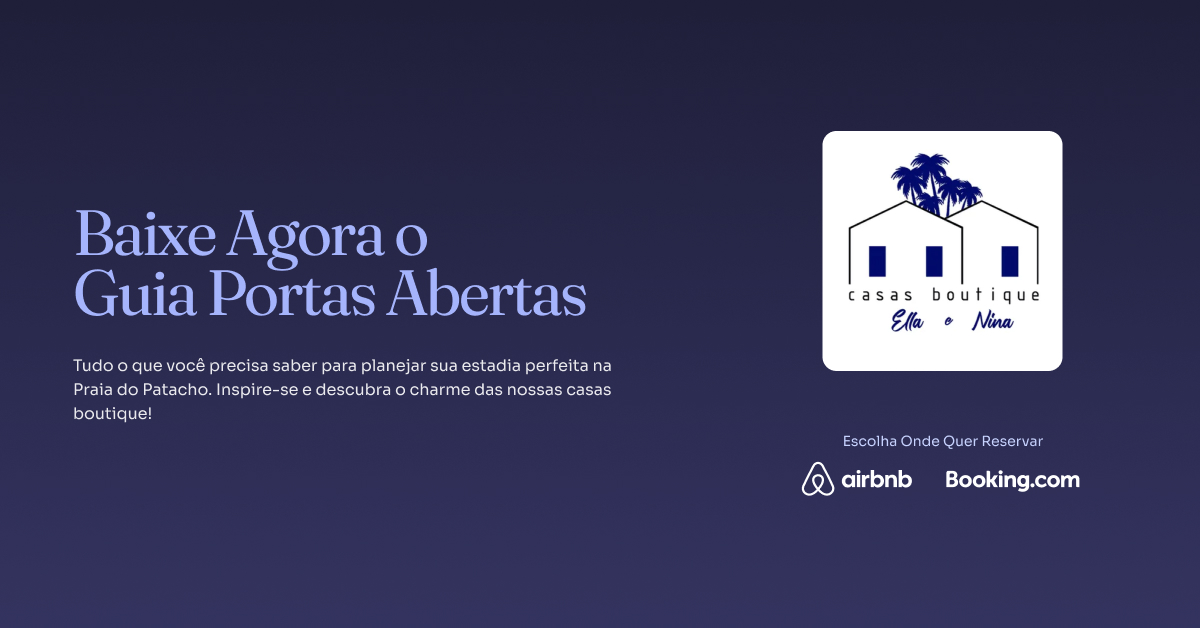 Baixe Agora o
Guia Portas Abertas
Tudo o que você precisa saber para planejar sua estadia perfeita na
Praia do Patacho. Inspire-se e descubra o charme das nossas casas
boutique!
casas boutique
Ella e Nina
Escolha Onde Quer Reservar
airbnb Booking.com